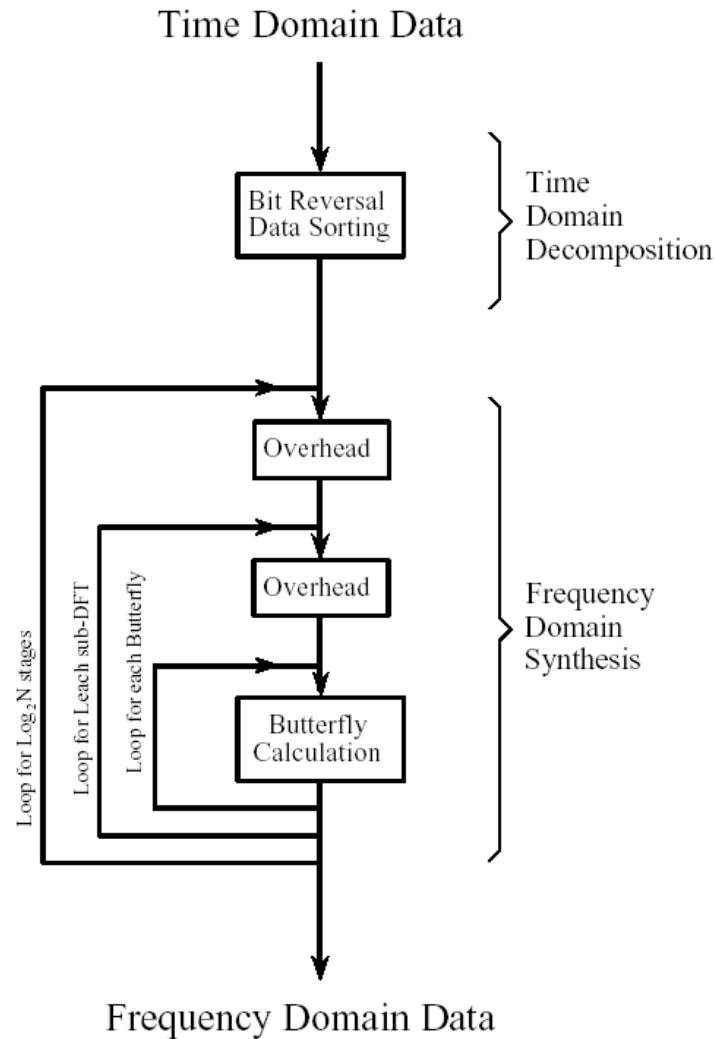 Time Domain Data
Bit Reversal
Data Sorting
Time
Domain
Decomposition
Overhead
Overhead
Butterfly
Calculation
Loop for Log₂N stages
Loop for Leach sub-DFT
Loop for each Butterfly
Frequency
Domain
Synthesis
Frequency Domain Data